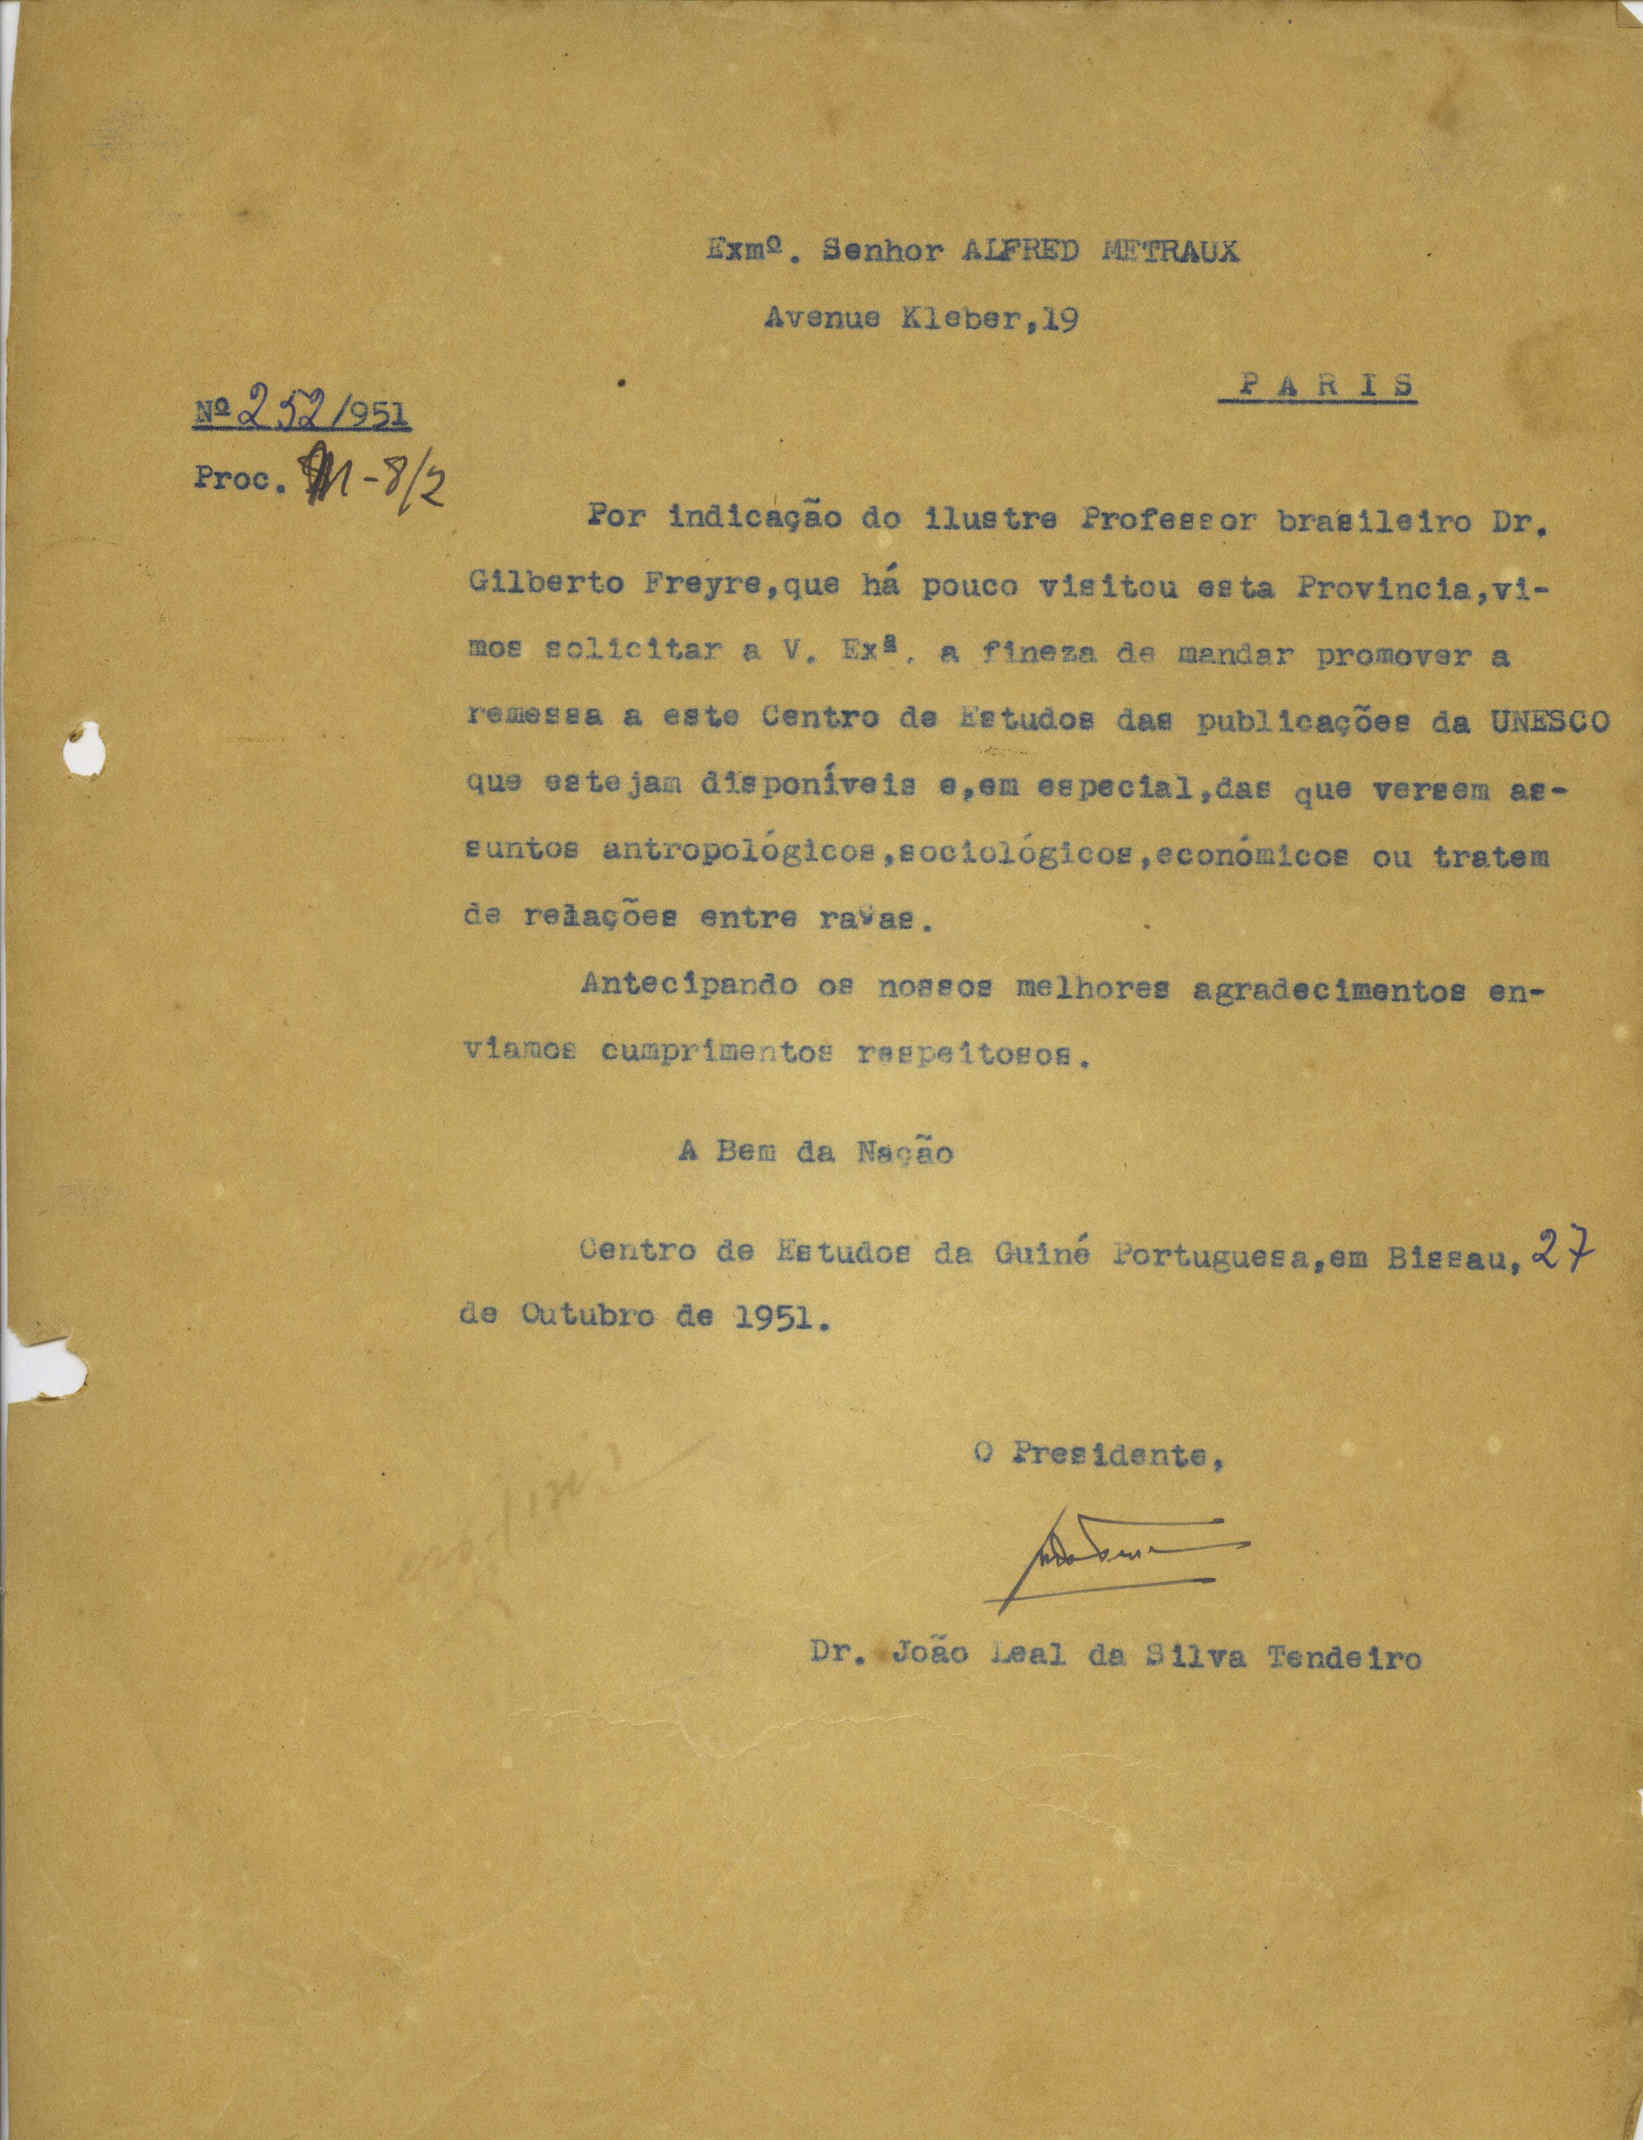 Exmº. Senhor ALFRED METRAUX
Avenue Kleber,19
P A R I S
Nº 252/951
Proc. M-8/2
Por indicação do ilustre Professor brasileiro Dr.
Gilberto Freyre,que há pouco visitou esta Provincia,vi-
mos solicitar a V. Exª. a fineza de mandar promover a
remessa a este Centro de Estudos das publicações da UNESCO
que estejam disponíveis e,em especial,das que versem as-
suntos antropológicos,sociológicos,económicos ou tratem
de relações entre raças.
Antecipando os nossos melhores agradecimentos en-
viamos cumprimentos respeitosos.
A Bem da Nação
Centro de Estudos da Guiné Portuguesa,em Bissau, 27
de Outubro de 1951.
O Presidente,
Dr. João Leal da Silva Tendeiro